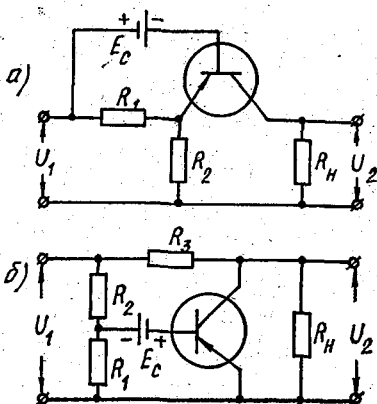 а)
+ -
E_c
R_1
U_1
R_2
R_н
U_2
б)
R_3
U_1
R_2
- +
E_c
R_1
R_н
U_2